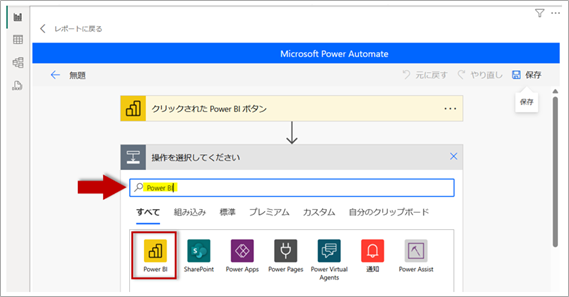 レポートに戻る
Microsoft Power Automate
無題
元に戻す
やり直し
保存
保存
クリックされた Power BI ボタン
操作を選択してください
Power BI
すべて 組み込み 標準 プレミアム カスタム 自分のクリップボード
Power BI SharePoint Power Apps Power Pages Power Virtual Agents 通知 Power Assist